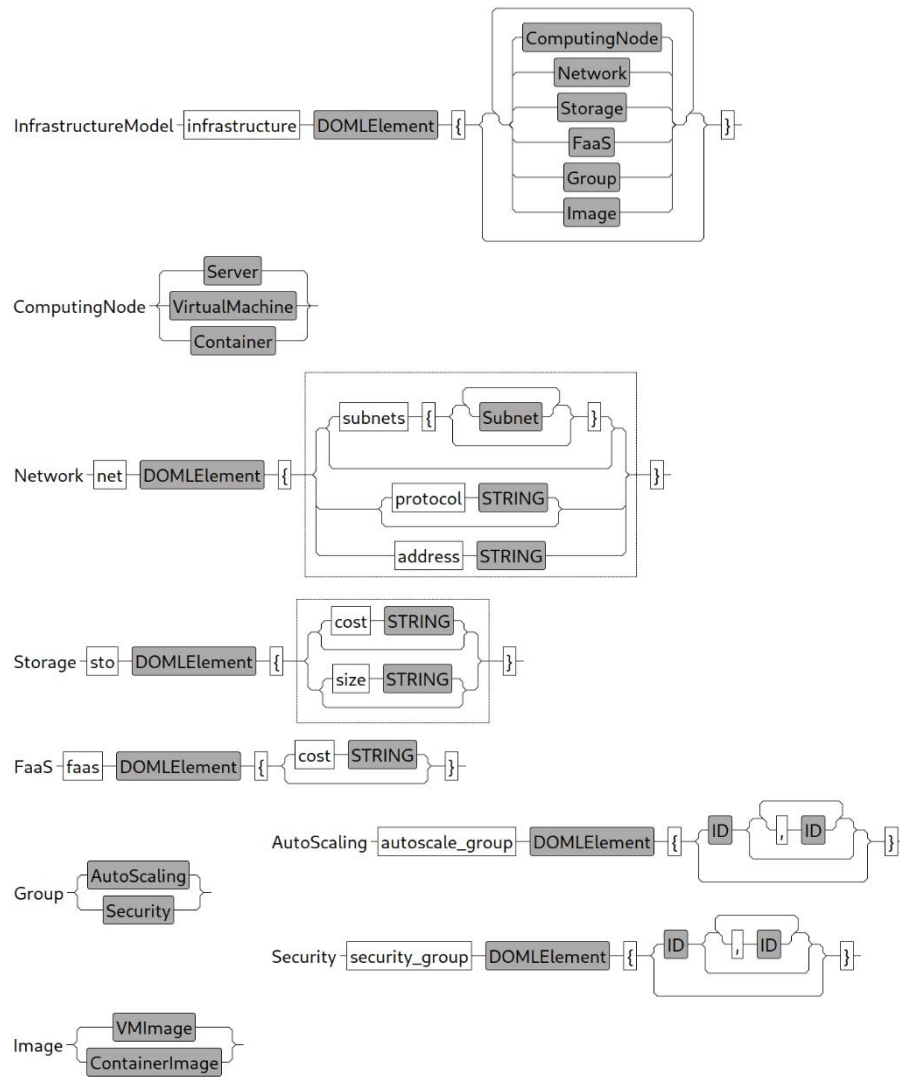 ComputingNode
Network
Storage
InfrastructureModel infrastructure DOMLElement { }
FaaS
Group
Image
Server
ComputingNode VirtualMachine
Container
subnets { Subnet }
Network net DOMLElement { }
protocol STRING
address STRING
cost STRING
Storage sto DOMLElement { }
size STRING
FaaS faas DOMLElement { cost STRING }
AutoScaling autoscale_group DOMLElement { ID , ID }
AutoScaling
Group
Security
Security security_group DOMLElement { ID , ID }
VMImage
Image
ContainerImage